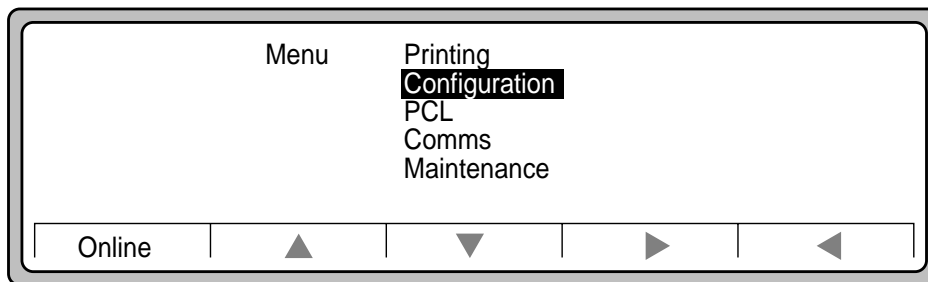 Menu Printing
Configuration
PCL
Comms
Maintenance
Online